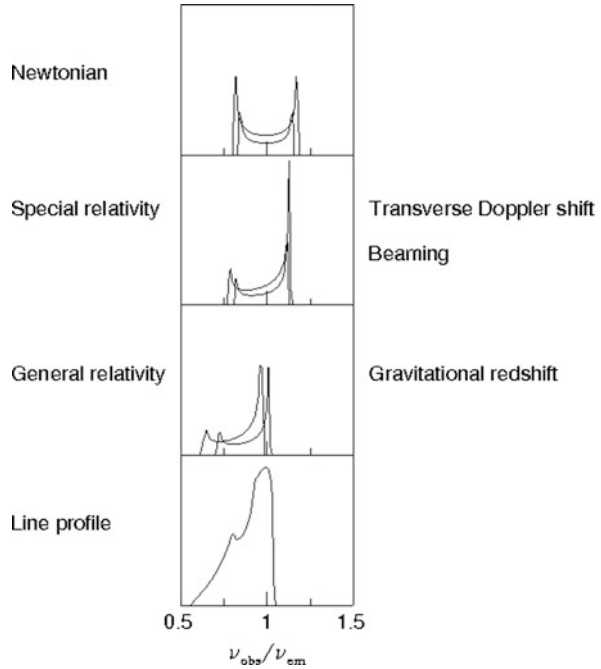 Newtonian
Special relativity
Transverse Doppler shift
Beaming
General relativity
Gravitational redshift
Line profile
0.5 1 1.5
ν_obs/ν_em